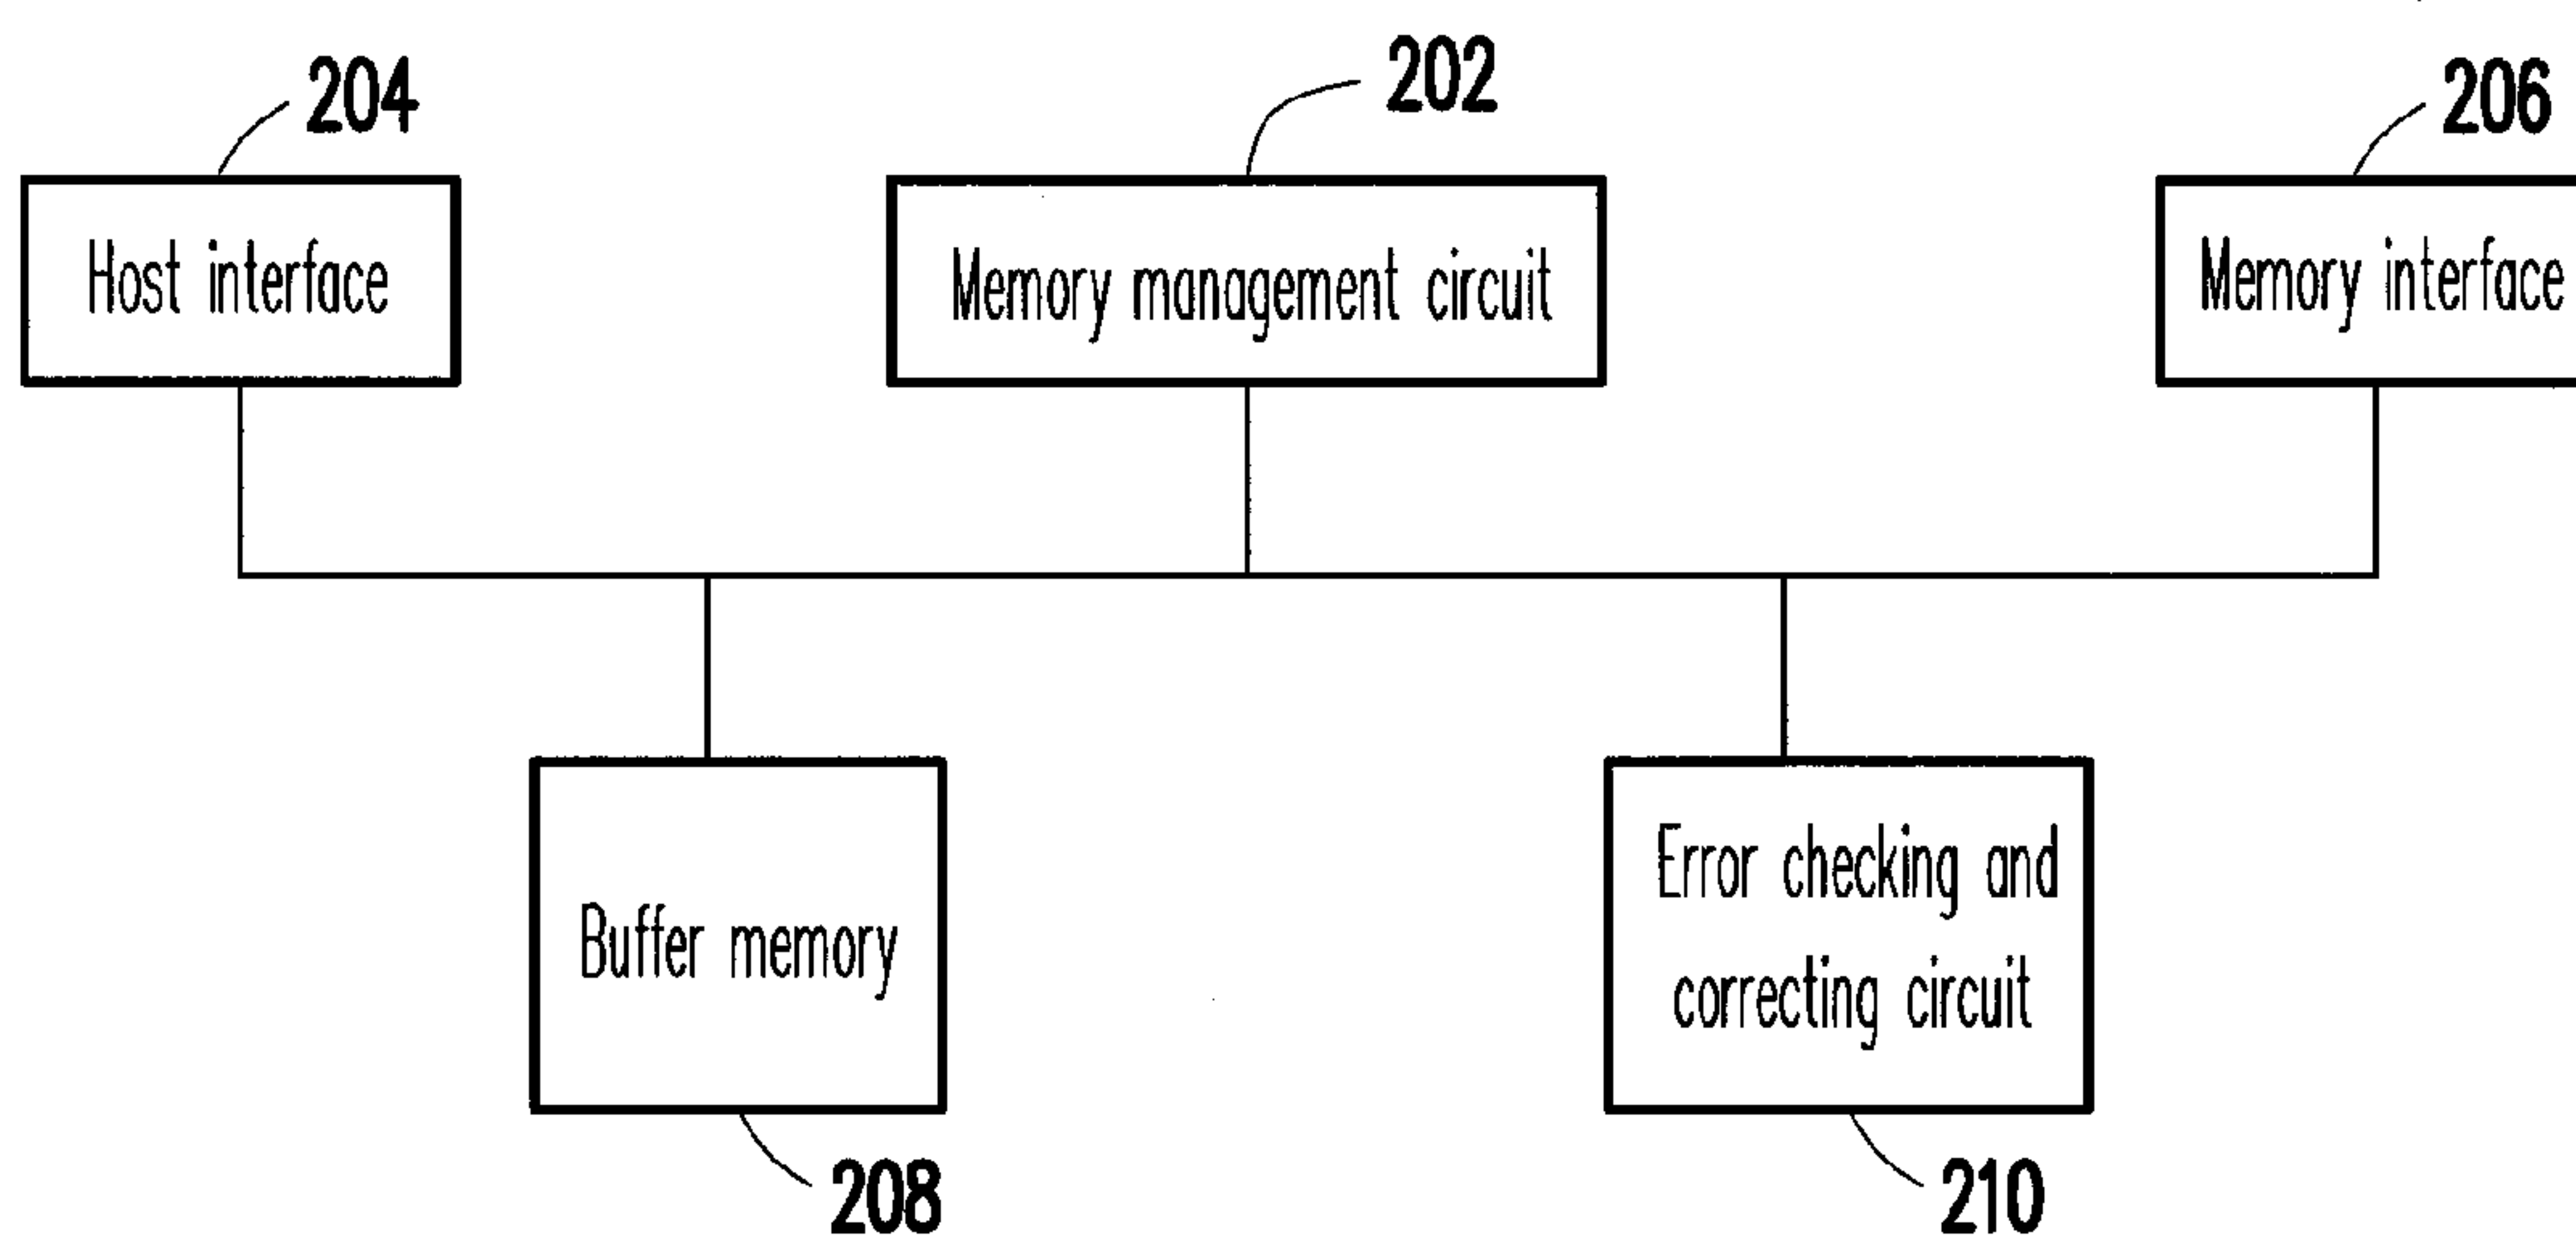 204
202
206
Host interface
Memory management circuit
Memory interface
Buffer memory
Error checking and
correcting circuit
208
210